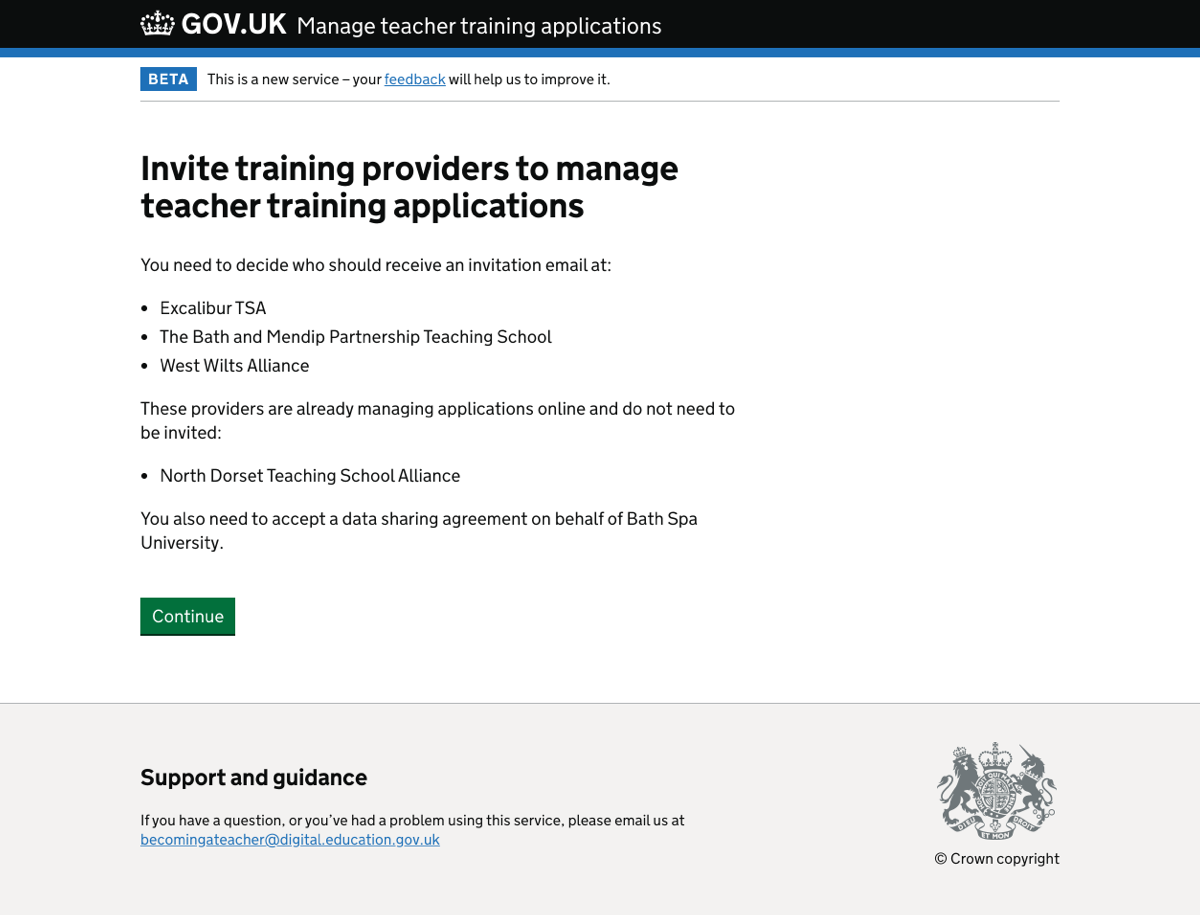 GOV.UK Manage teacher training applications
BETA This is a new service – your feedback will help us to improve it.
Invite training providers to manage
teacher training applications
You need to decide who should receive an invitation email at:
• Excalibur TSA
• The Bath and Mendip Partnership Teaching School
• West Wilts Alliance
These providers are already managing applications online and do not need to
be invited:
• North Dorset Teaching School Alliance
You also need to accept a data sharing agreement on behalf of Bath Spa
University.
Continue
Support and guidance
If you have a question, or you’ve had a problem using this service, please email us at
becomingateacher@digital.education.gov.uk
DIEU ET MON DROIT
© Crown copyright